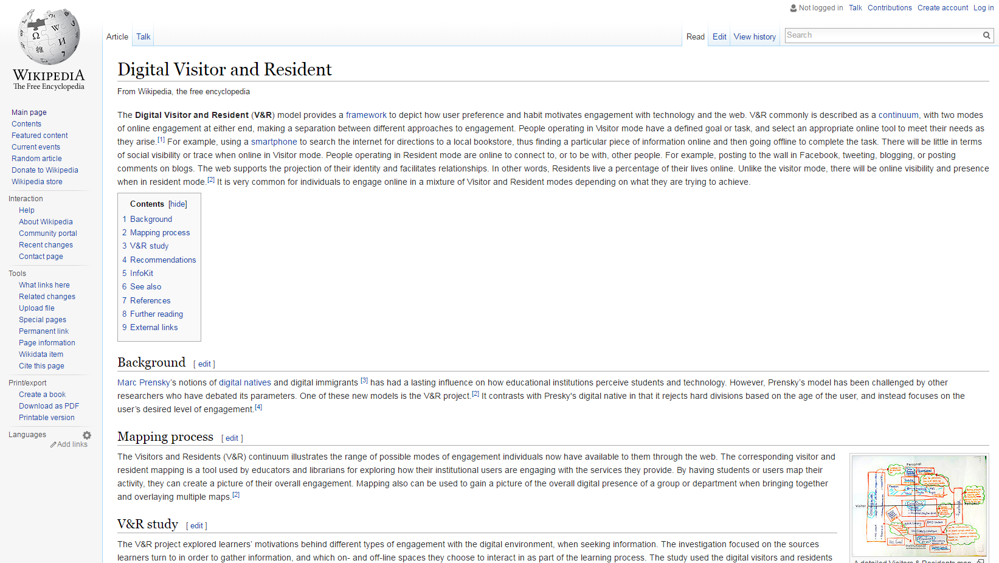 Not logged in Talk Contributions Create account Log in
Article Talk Read Edit View history Search
WIKIPEDIA
The Free Encyclopedia
Main page
Contents
Featured content
Current events
Random article
Donate to Wikipedia
Wikipedia store
Interaction
Help
About Wikipedia
Community portal
Recent changes
Contact page
Tools
What links here
Related changes
Upload file
Special pages
Permanent link
Page information
Wikidata item
Cite this page
Print/export
Create a book
Download as PDF
Printable version
Languages
Add links
Digital Visitor and Resident
From Wikipedia, the free encyclopedia
The Digital Visitor and Resident (V&R) model provides a framework to depict how user preference and habit motivates engagement with technology and the web. V&R commonly is described as a continuum, with two modes
of online engagement at either end, making a separation between different approaches to engagement. People operating in Visitor mode have a defined goal or task, and select an appropriate online tool to meet their needs as
they arise.[1] For example, using a smartphone to search the internet for directions to a local bookstore, thus finding a particular piece of information online and then going offline to complete the task. There will be little in terms
of social visibility or trace when online in Visitor mode. People operating in Resident mode are online to connect to, or to be with, other people. For example, posting to the wall in Facebook, tweeting, blogging, or posting
comments on blogs. The web supports the projection of their identity and facilitates relationships. In other words, Residents live a percentage of their lives online. Unlike the visitor mode, there will be online visibility and presence
when in resident mode.[2] It is very common for individuals to engage online in a mixture of Visitor and Resident modes depending on what they are trying to achieve.
Contents [hide]
1 Background
2 Mapping process
3 V&R study
4 Recommendations
5 InfoKit
6 See also
7 References
8 Further reading
9 External links
Background [ edit ]
Marc Prensky's notions of digital natives and digital immigrants [3] has had a lasting influence on how educational institutions perceive students and technology. However, Prensky's model has been challenged by other
researchers who have debated its parameters. One of these new models is the V&R project.[2] It contrasts with Presky's digital native in that it rejects hard divisions based on the age of the user, and instead focuses on the
user's desired level of engagement.[4]
Mapping process [ edit ]
The Visitors and Residents (V&R) continuum illustrates the range of possible modes of engagement individuals now have available to them through the web. The corresponding visitor and
resident mapping is a tool used by educators and librarians for exploring how their institutional users are engaging with the services they provide. By having students or users map their
activity, they can create a picture of their overall engagement. Mapping also can be used to gain a picture of the overall digital presence of a group or department when bringing together
and overlaying multiple maps.[2]
V&R study [ edit ]
The V&R project explored learners' motivations behind different types of engagement with the digital environment, when seeking information. The investigation focused on the sources
learners turn to in order to gather information, and which on- and off-line spaces they choose to interact in as part of the learning process. The study used the digital visitors and residents
Personal
Visitor
Resident
Facebook
Institutional
A detailed Visitors & Residents map